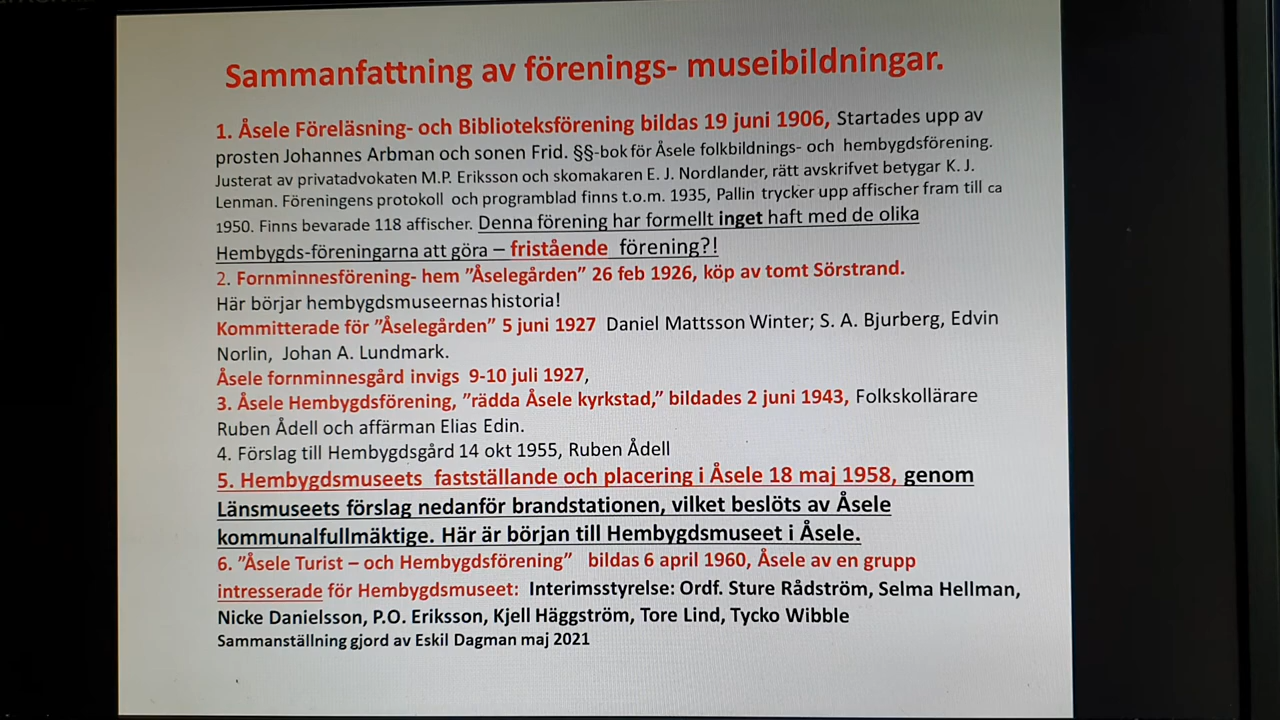 Sammanfattning av förenings- museibildningar.
1. Åsele Föreläsning- och Biblioteksförening bildas 19 juni 1906, Startades upp av
prosten Johannes Arbman och sonen Frid. §§-bok för Åsele folkbildnings- och hembygdsförening.
Justerat av privatadvokaten M.P. Eriksson och skomakaren E. J. Nordlander, rätt avskrifvet betygar K. J.
Lenman. Föreningens protokoll och programblad finns t.o.m. 1935, Pallin trycker upp affischer fram till ca
1950. Finns bevarade 118 affischer. Denna förening har formellt inget haft med de olika
Hembygds-föreningarna att göra – fristående förening?!
2. Fornminnesförening- hem ”Åselegården” 26 feb 1926, köp av tomt Sörstrand.
Här börjar hembygdsmuseernas historia!
Kommitterade för ”Åselegården” 5 juni 1927 Daniel Mattsson Winter; S. A. Bjurberg, Edvin
Norlin, Johan A. Lundmark.
Åsele fornminnesgård invigs 9-10 juli 1927,
3. Åsele Hembygdsförening, ”rädda Åsele kyrkstad,” bildades 2 juni 1943, Folkskollärare
Ruben Ådell och affärman Elias Edin.
4. Förslag till Hembygdsgård 14 okt 1955, Ruben Ådell
5. Hembygdsmuseets fastställande och placering i Åsele 18 maj 1958, genom
Länsmuseets förslag nedanför brandstationen, vilket beslöts av Åsele
kommunalfullmäktige. Här är början till Hembygdsmuseet i Åsele.
6. ”Åsele Turist – och Hembygdsförening” bildas 6 april 1960, Åsele av en grupp
intresserade för Hembygdsmuseet: Interimsstyrelse: Ordf. Sture Rådström, Selma Hellman,
Nicke Danielsson, P.O. Eriksson, Kjell Häggström, Tore Lind, Tycko Wibble
Sammanställning gjord av Eskil Dagman maj 2021